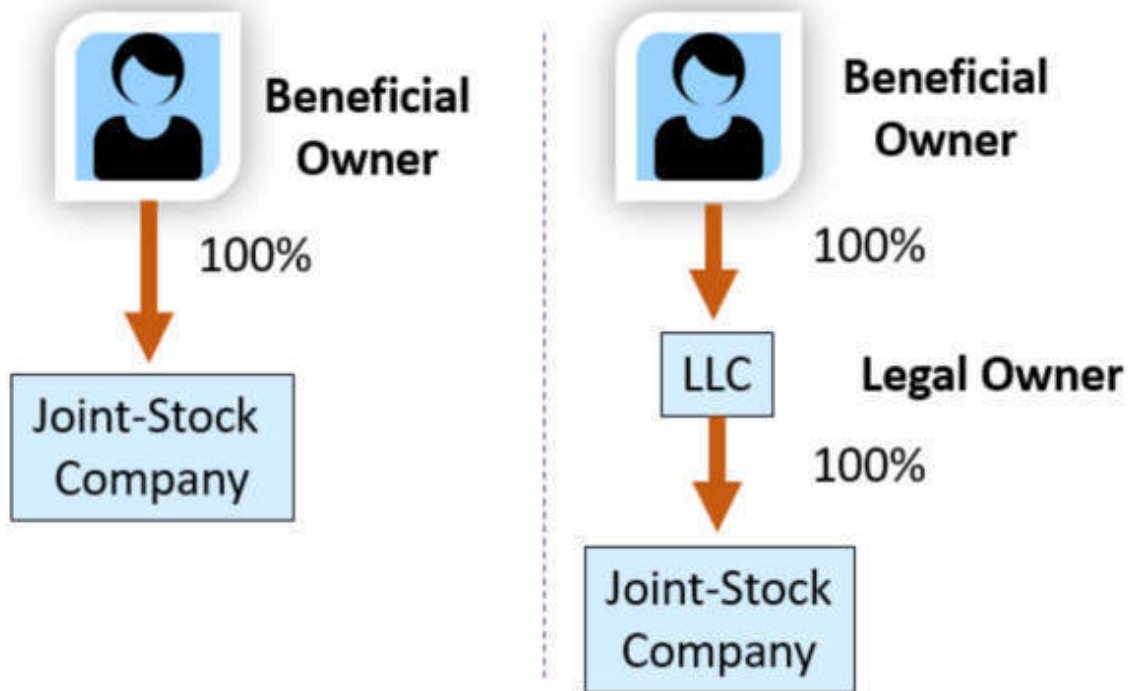 Beneficial
Owner
100%
Joint-Stock
Company
Beneficial
Owner
100%
LLC
Legal Owner
100%
Joint-Stock
Company